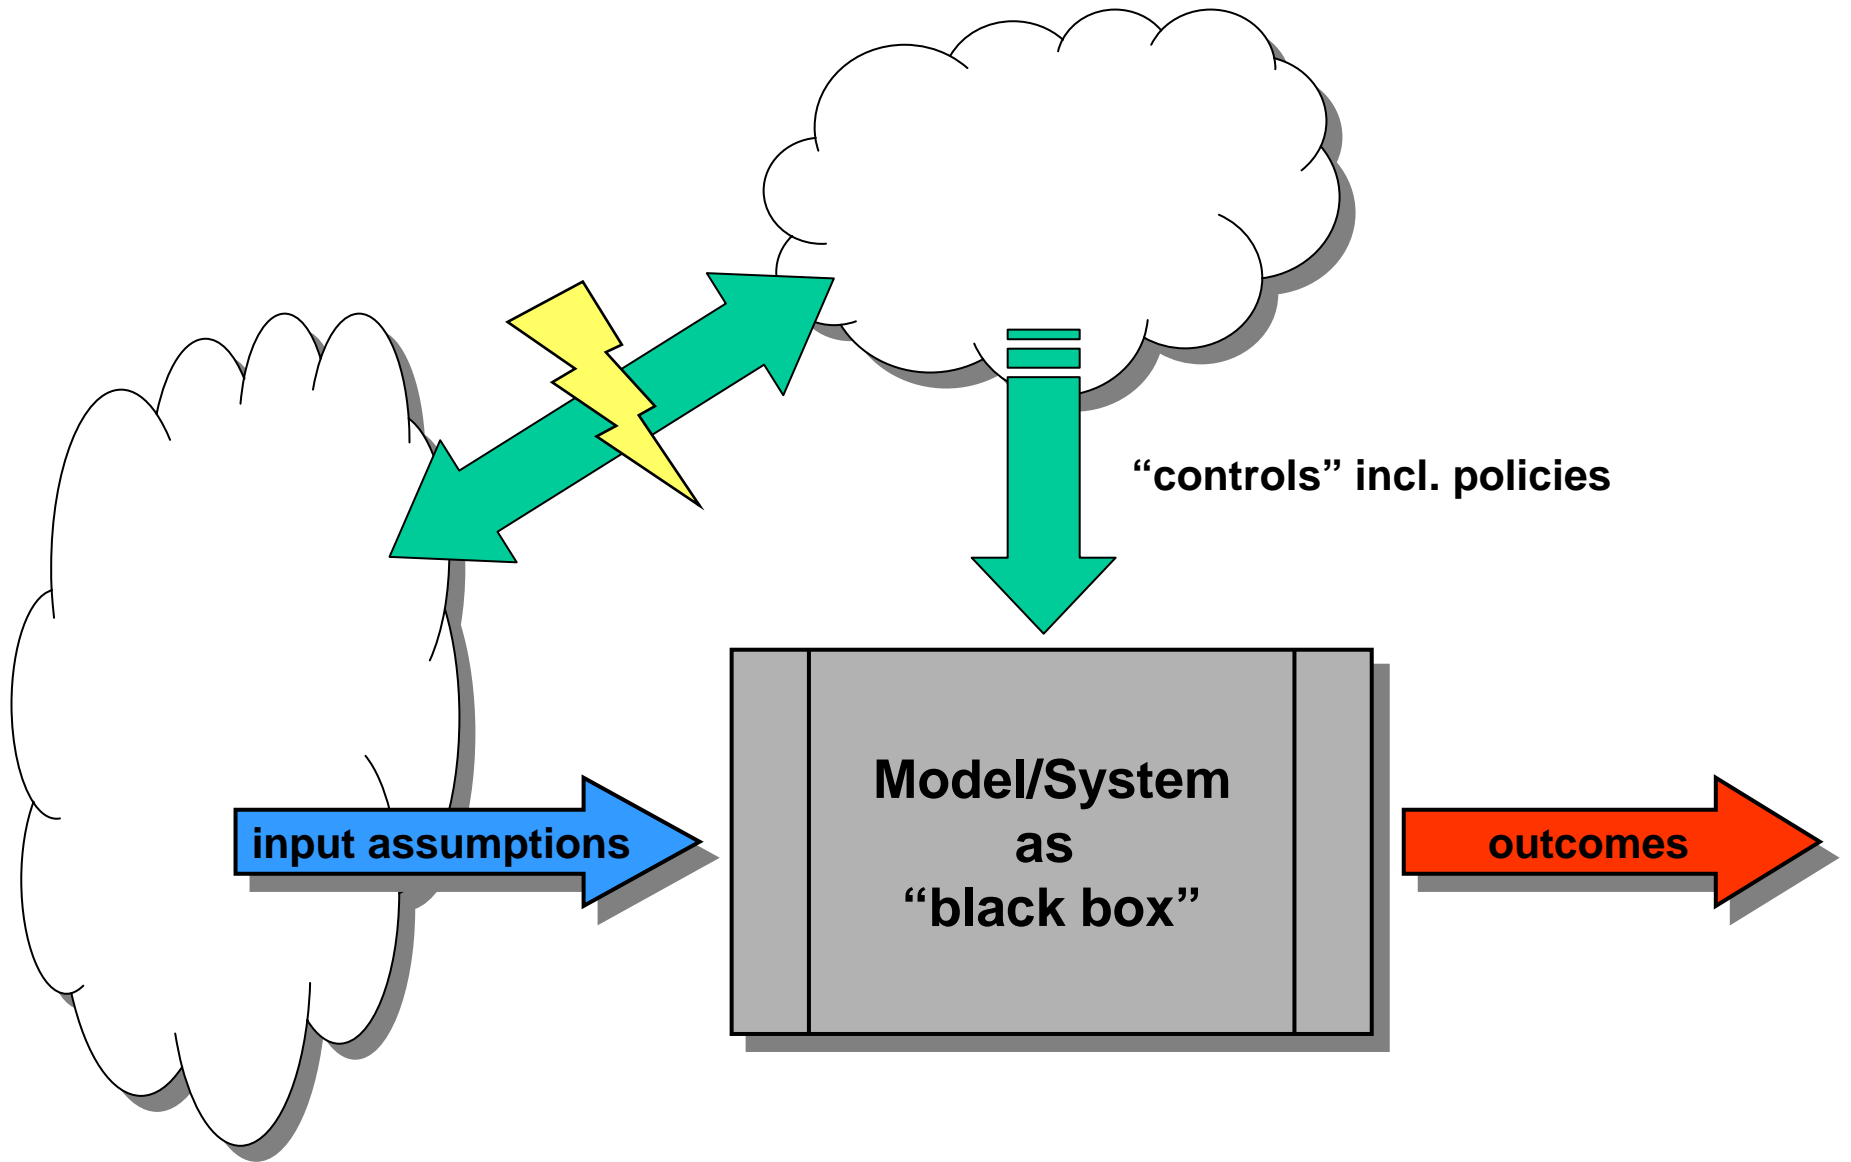 “controls” incl. policies
input assumptions
Model/System
as
“black box”
outcomes